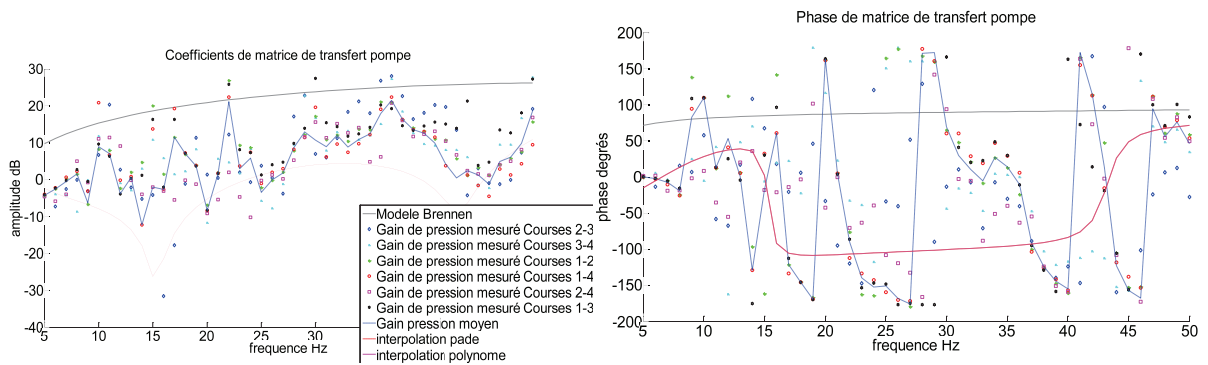 Coefficients de matrice de transfert pompe
amplitude dB
30
20
10
0
-10
-20
-30
-40
5
10
15
20
25
30
frequence Hz
Modele Brennen
Gain de pression mesuré Courses 2-3
Gain de pression mesuré Courses 3-4
Gain de pression mesuré Courses 1-2
Gain de pression mesuré Courses 1-4
Gain de pression mesuré Courses 2-4
Gain de pression mesuré Courses 1-3
Gain pression moyen
interpolation pade
interpolation polynome
Phase de matrice de transfert pompe
phase degrés
200
150
100
50
0
-50
-100
-150
-200
5
10
15
20
25
30
35
40
45
50
frequence Hz